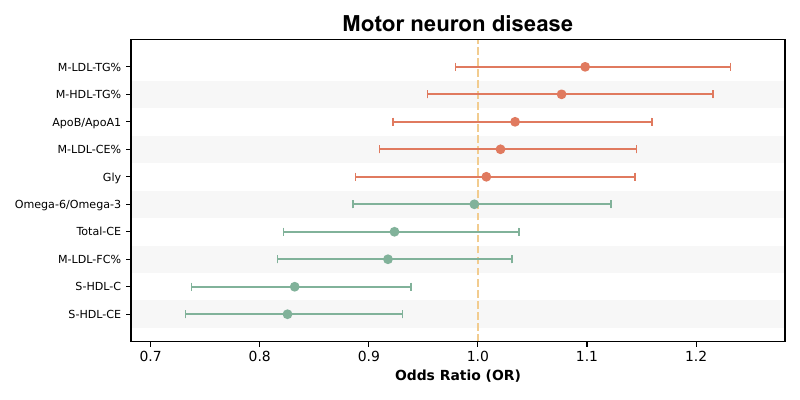 Motor neuron disease
M-LDL-TG%
M-HDL-TG%
ApoB/ApoA1
M-LDL-CE%
Gly
Omega-6/Omega-3
Total-CE
M-LDL-FC%
S-HDL-C
S-HDL-CE
0.7 0.8 0.9 1.0 1.1 1.2
Odds Ratio (OR)